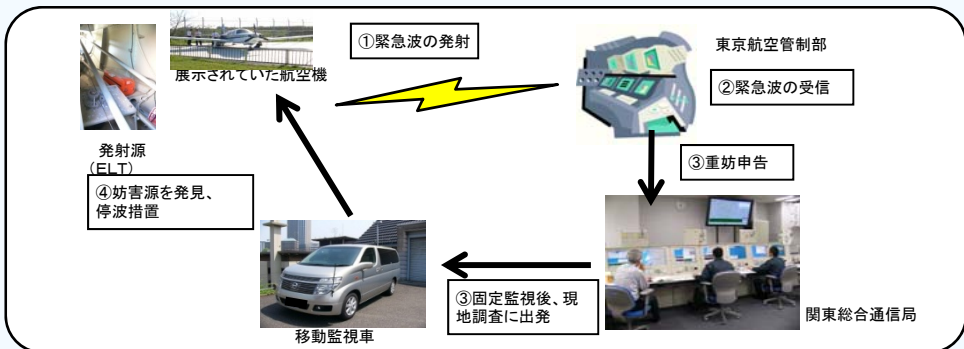 ①緊急波の発射
東京航空管制部
②緊急波の受信
展示されていた航空機
発射源
(ELT)
③重妨申告
④妨害源を発見、
停波措置
③固定監視後、現
地調査に出発
移動監視車
関東総合通信局